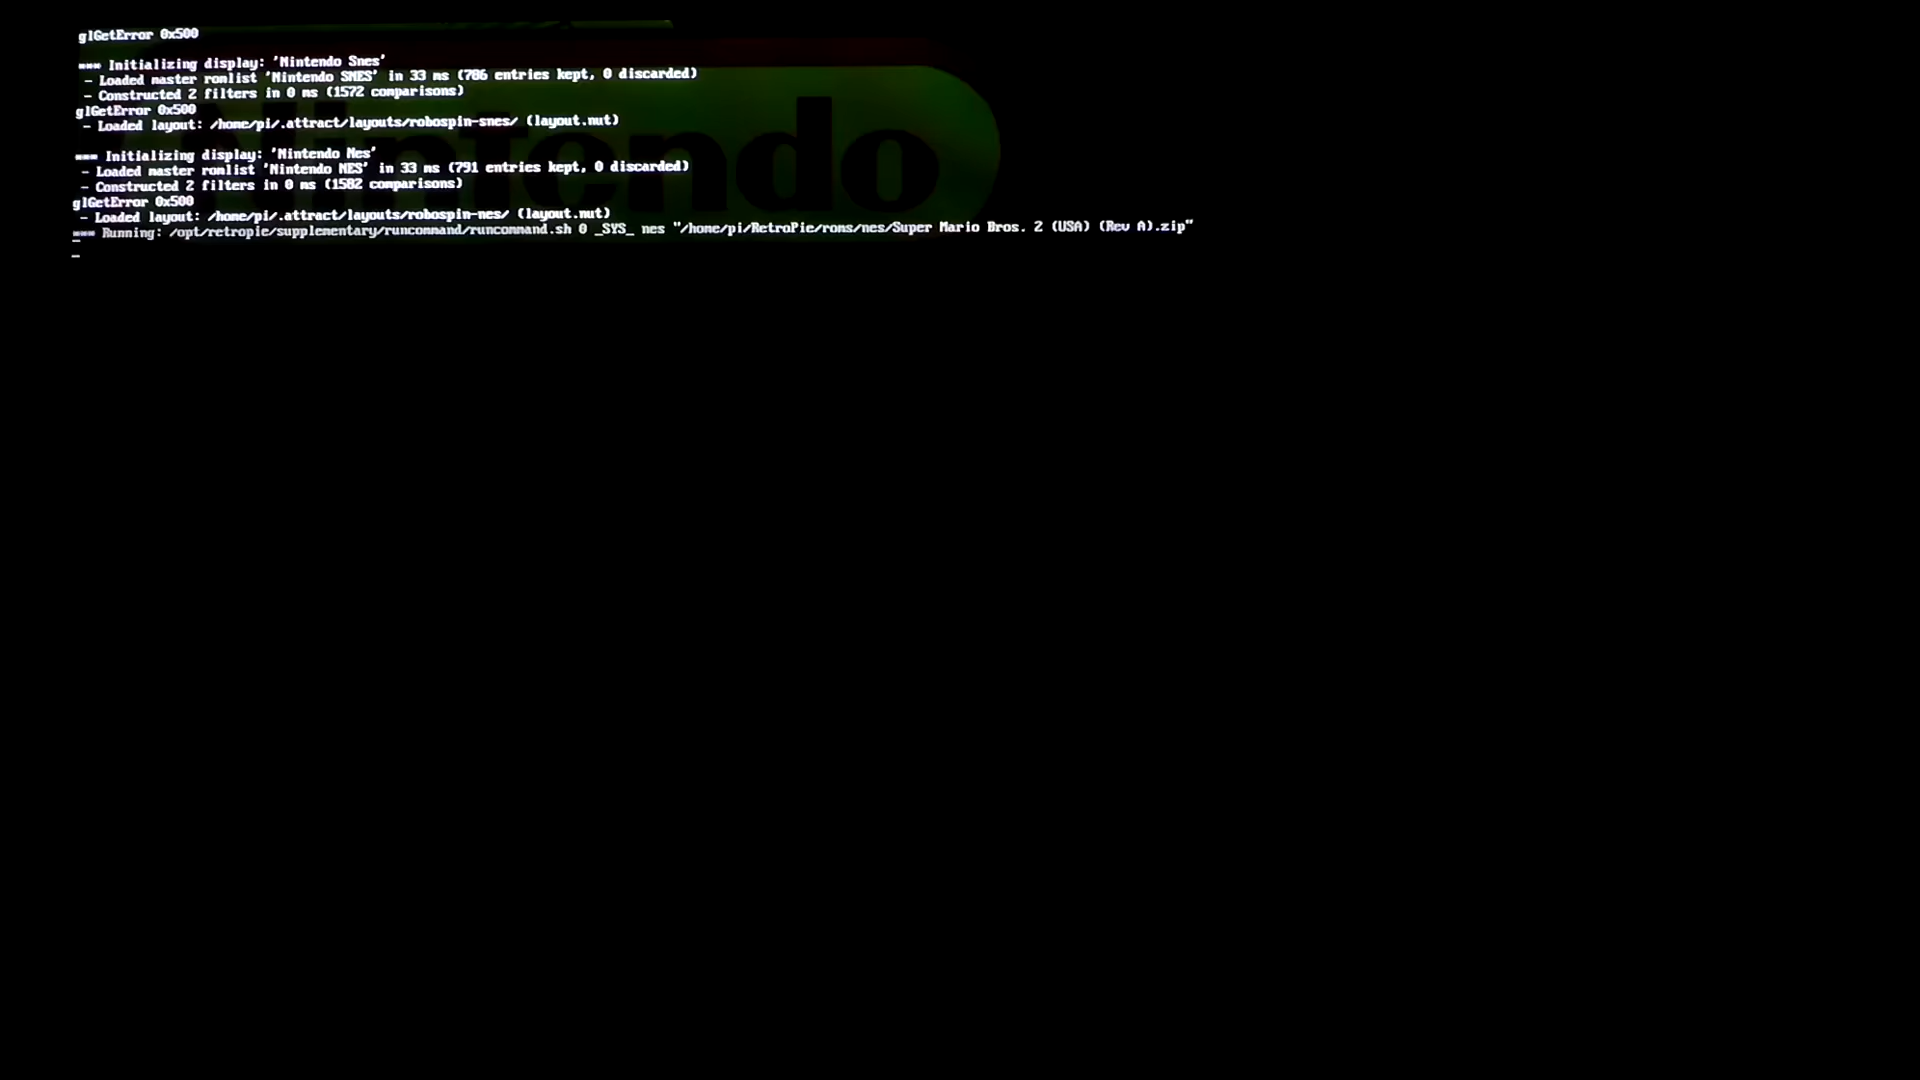 glGetError 0x500
*** Initializing display: 'Nintendo Snes'
- Loaded master romlist 'Nintendo SNES' in 33 ms (786 entries kept, 0 discarded)
- Constructed 2 filters in 0 ms (1572 comparisons)
glGetError 0x500
- Loaded layout: /home/pi/.attract/layouts/robospin-snes/ (layout.nut)
*** Initializing display: 'Nintendo Nes'
- Loaded master romlist 'Nintendo NES' in 33 ms (791 entries kept, 0 discarded)
- Constructed 2 filters in 0 ms (1582 comparisons)
glGetError 0x500
- Loaded layout: /home/pi/.attract/layouts/robospin-nes/ (layout.nut)
*** Running: /opt/retropie/supplementary/runcommand/runcommand.sh 0 _SYS_ nes "/home/pi/RetroPie/roms/nes/Super Mario Bros. 2 (USA) (Rev A).zip"
_
Nintendo